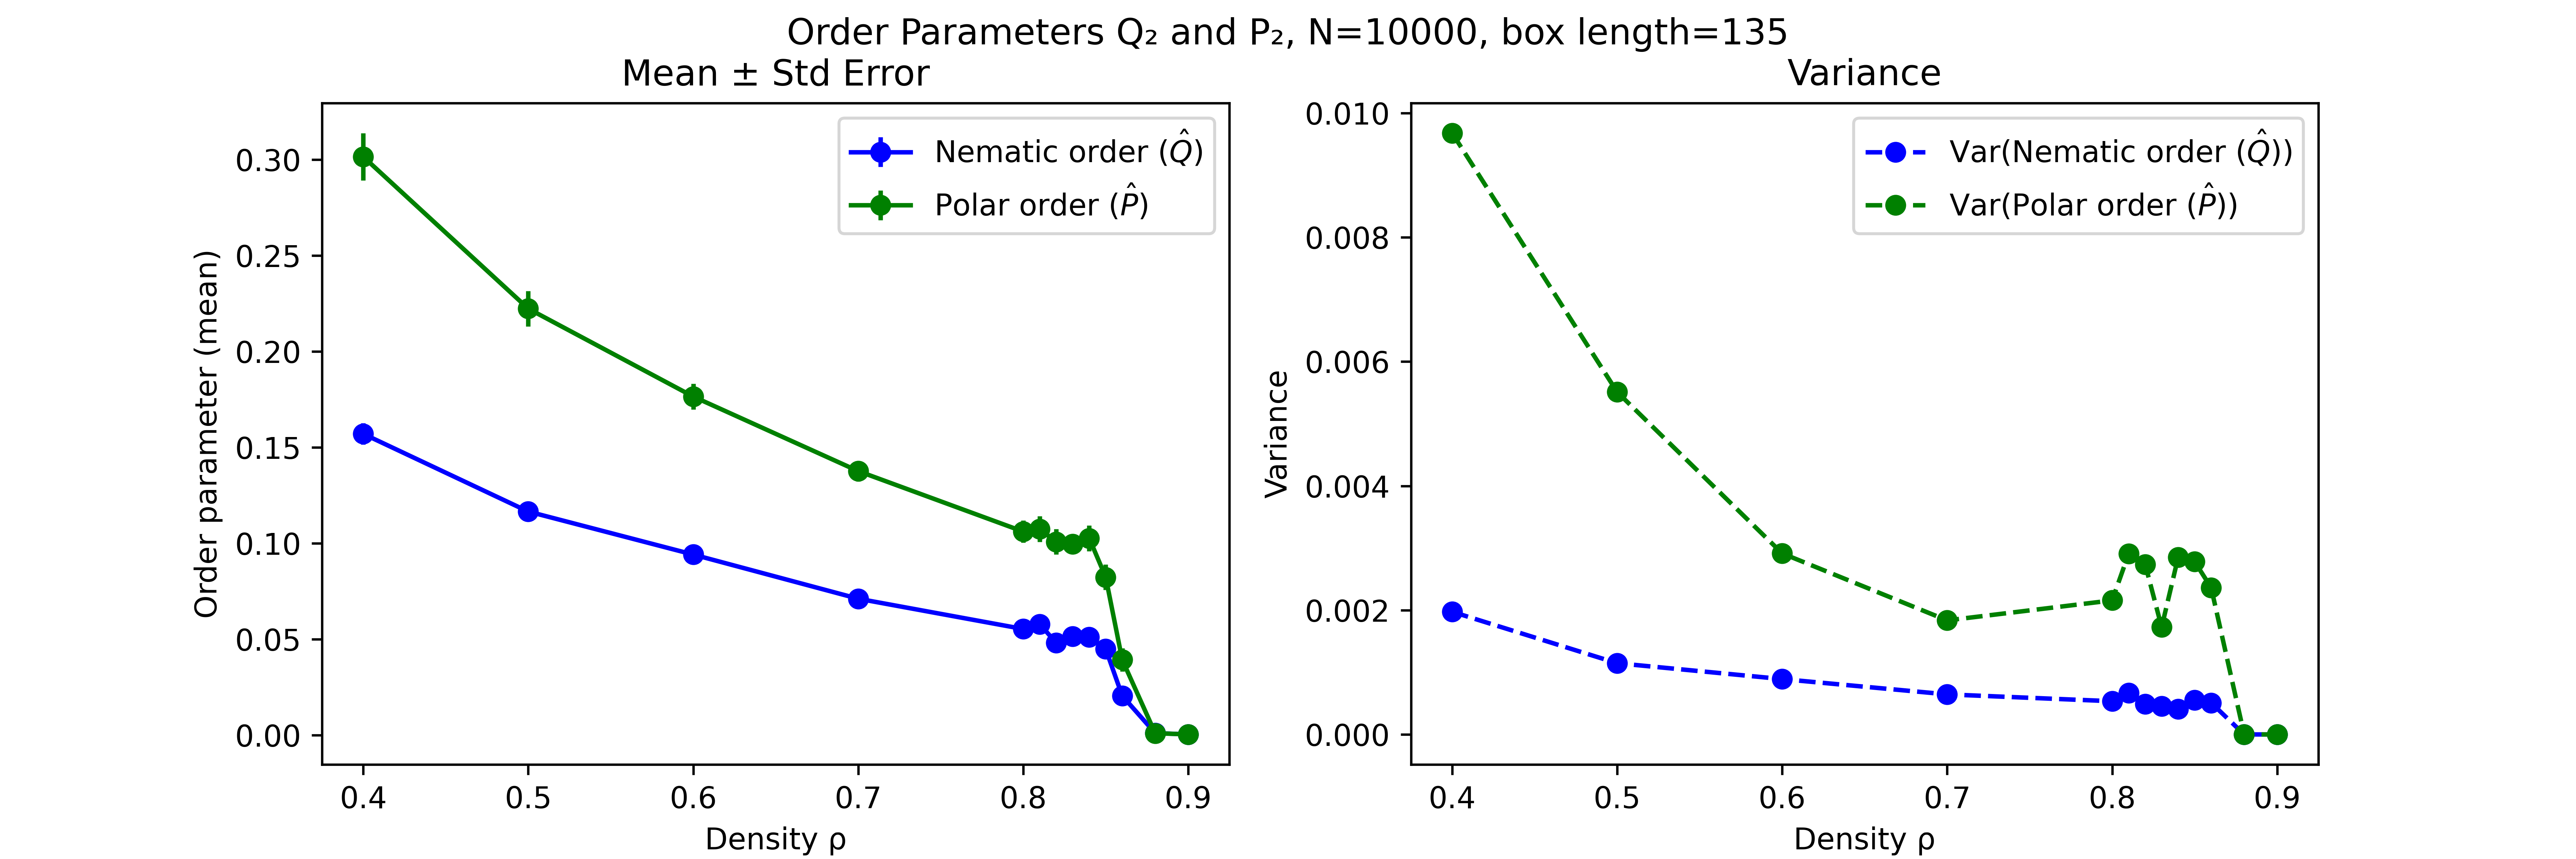 Order Parameters Q₂ and P₂, N=10000, box length=135
Mean ± Std Error
Order parameter (mean)
0.30
0.25
0.20
0.15
0.10
0.05
0.00
0.4 0.5 0.6 0.7 0.8 0.9
Density ρ
Nematic order (Q̂)
Polar order (P̂)
Variance
Variance
0.010
0.008
0.006
0.004
0.002
0.000
0.4 0.5 0.6 0.7 0.8 0.9
Density ρ
Var(Nematic order (Q̂))
Var(Polar order (P̂))